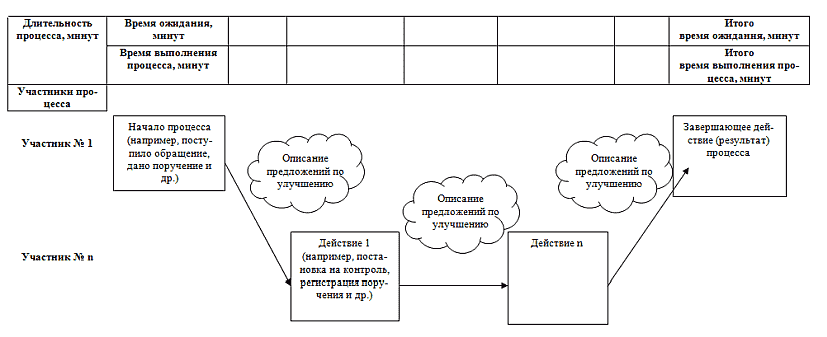 Длительность
процесса, минут
Время ожидания,
минут
Итого
время ожидания, минут
Время выполнения
процесса, минут
Итого
время выполнения про-
цесса, минут
Участники про-
цесса
Участник № 1
Начало процесса
(например, посту-
пило обращение,
дано поручение и
др.)
Описание
предложений по
улучшению
Описание
предложений по
улучшению
Описание
предложений по
улучшению
Завершающее дей-
ствие (результат)
процесса
Участник № n
Действие 1
(например, поста-
новка на контроль,
регистрация пору-
чения и др.)
Действие n